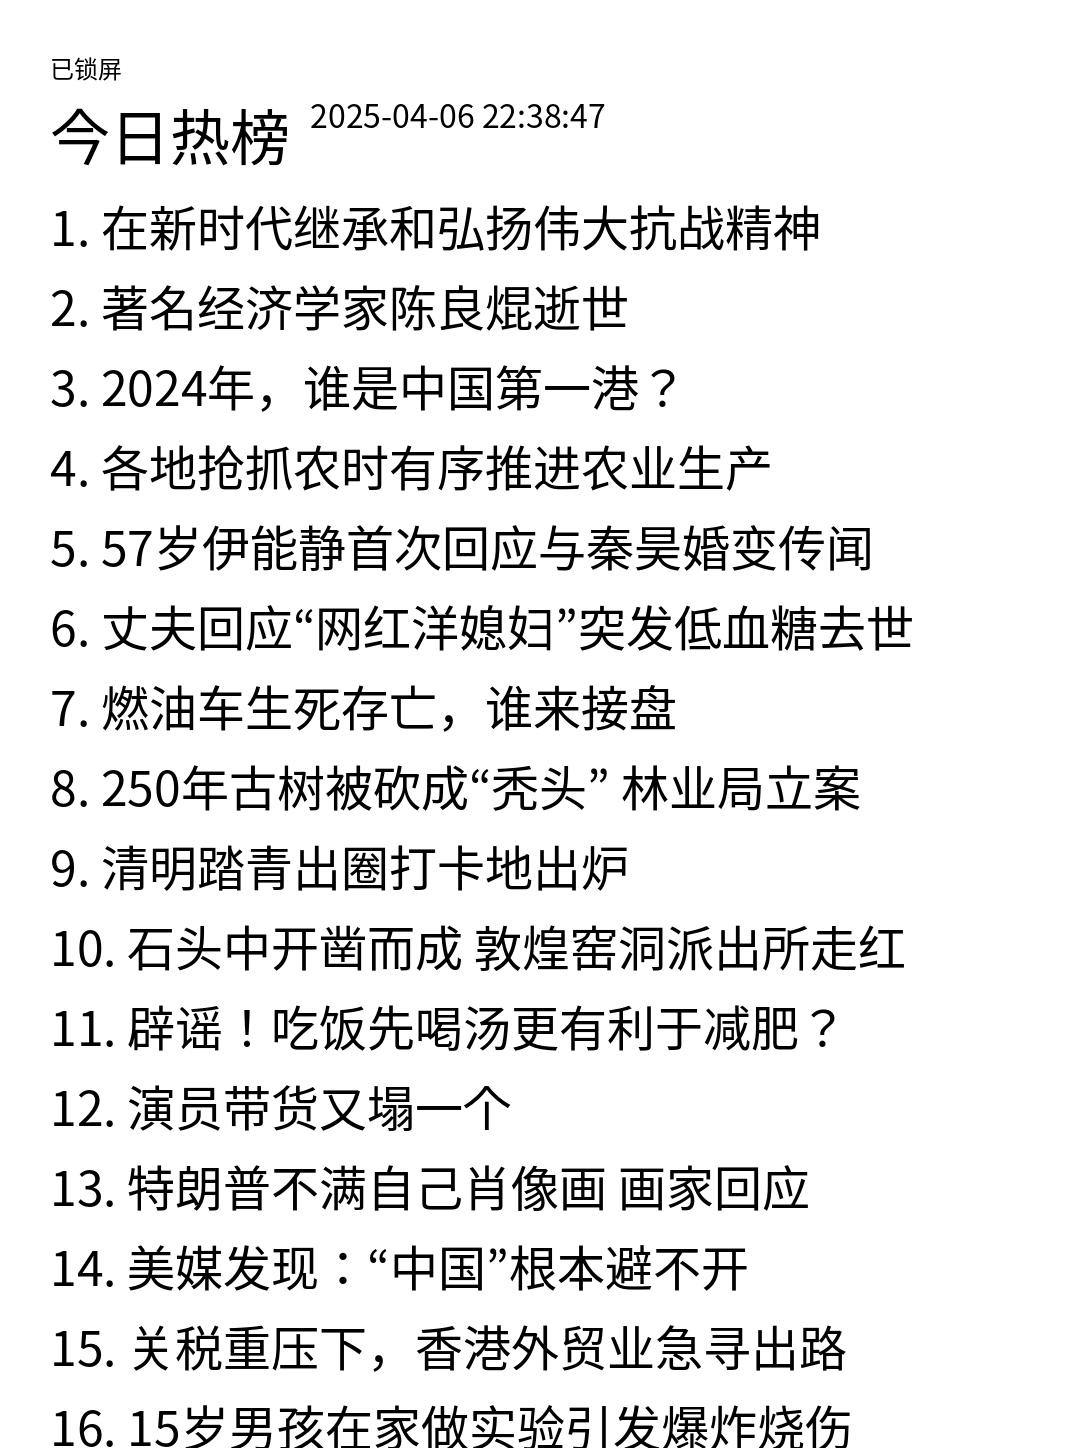 已锁屏
今日热榜 2025-04-06 22:38:47
1. 在新时代继承和弘扬伟大抗战精神
2. 著名经济学家陈良焜逝世
3. 2024年，谁是中国第一港？
4. 各地抢抓农时有序推进农业生产
5. 57岁伊能静首次回应与秦昊婚变传闻
6. 丈夫回应“网红洋媳妇”突发低血糖去世
7. 燃油车生死存亡，谁来接盘
8. 250年古树被砍成“秃头” 林业局立案
9. 清明踏青出圈打卡地出炉
10. 石头中开凿而成 敦煌窑洞派出所走红
11. 辟谣！吃饭先喝汤更有利于减肥？
12. 演员带货又塌一个
13. 特朗普不满自己肖像画 画家回应
14. 美媒发现：“中国”根本避不开
15. 关税重压下，香港外贸业急寻出路
16. 15岁男孩在家做实验引发爆炸烧伤